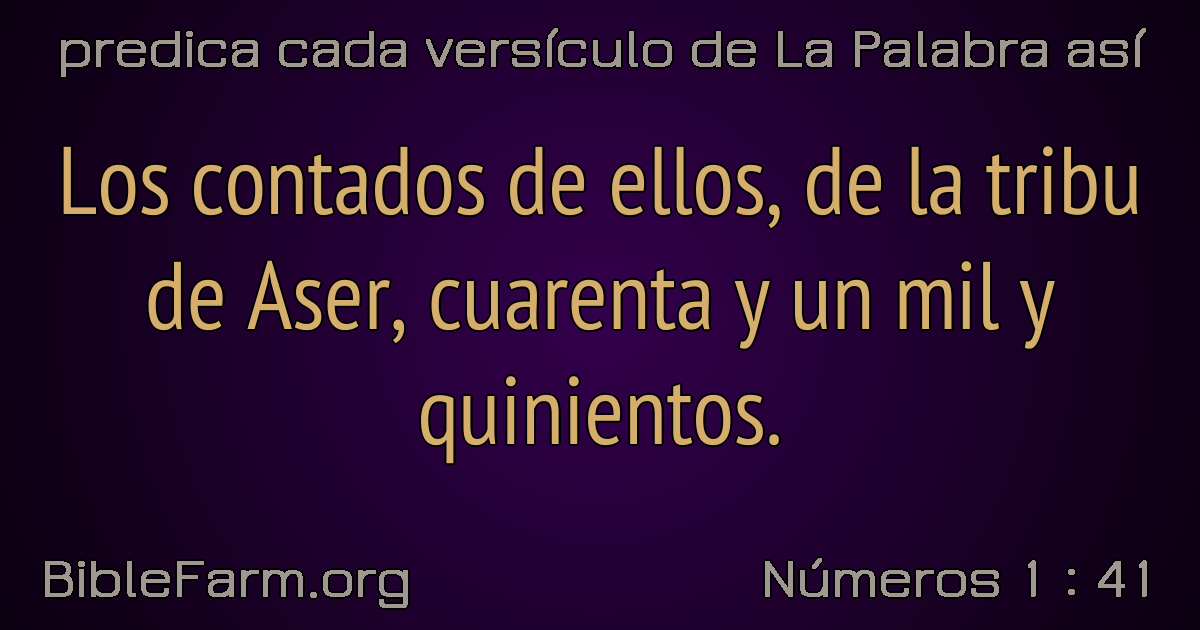 predica cada versículo de La Palabra así
Los contados de ellos, de la tribu
de Aser, cuarenta y un mil y
quinientos.
BibleFarm.org
Números 1 : 41